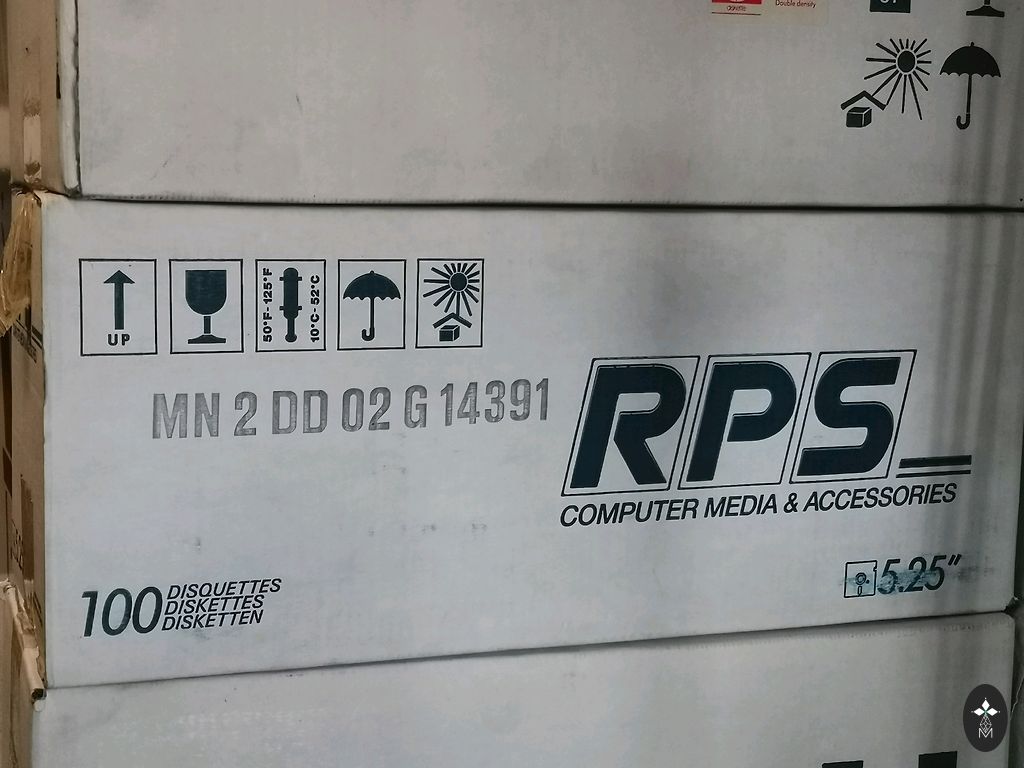 Double density
UP
50°F- 125°F
10°C- 52°C
MN 2 DD 02 G 14391
RPS
COMPUTER MEDIA & ACCESSORIES
5.25"
100
DISQUETTES
DISKETTES
DISKETTEN
M